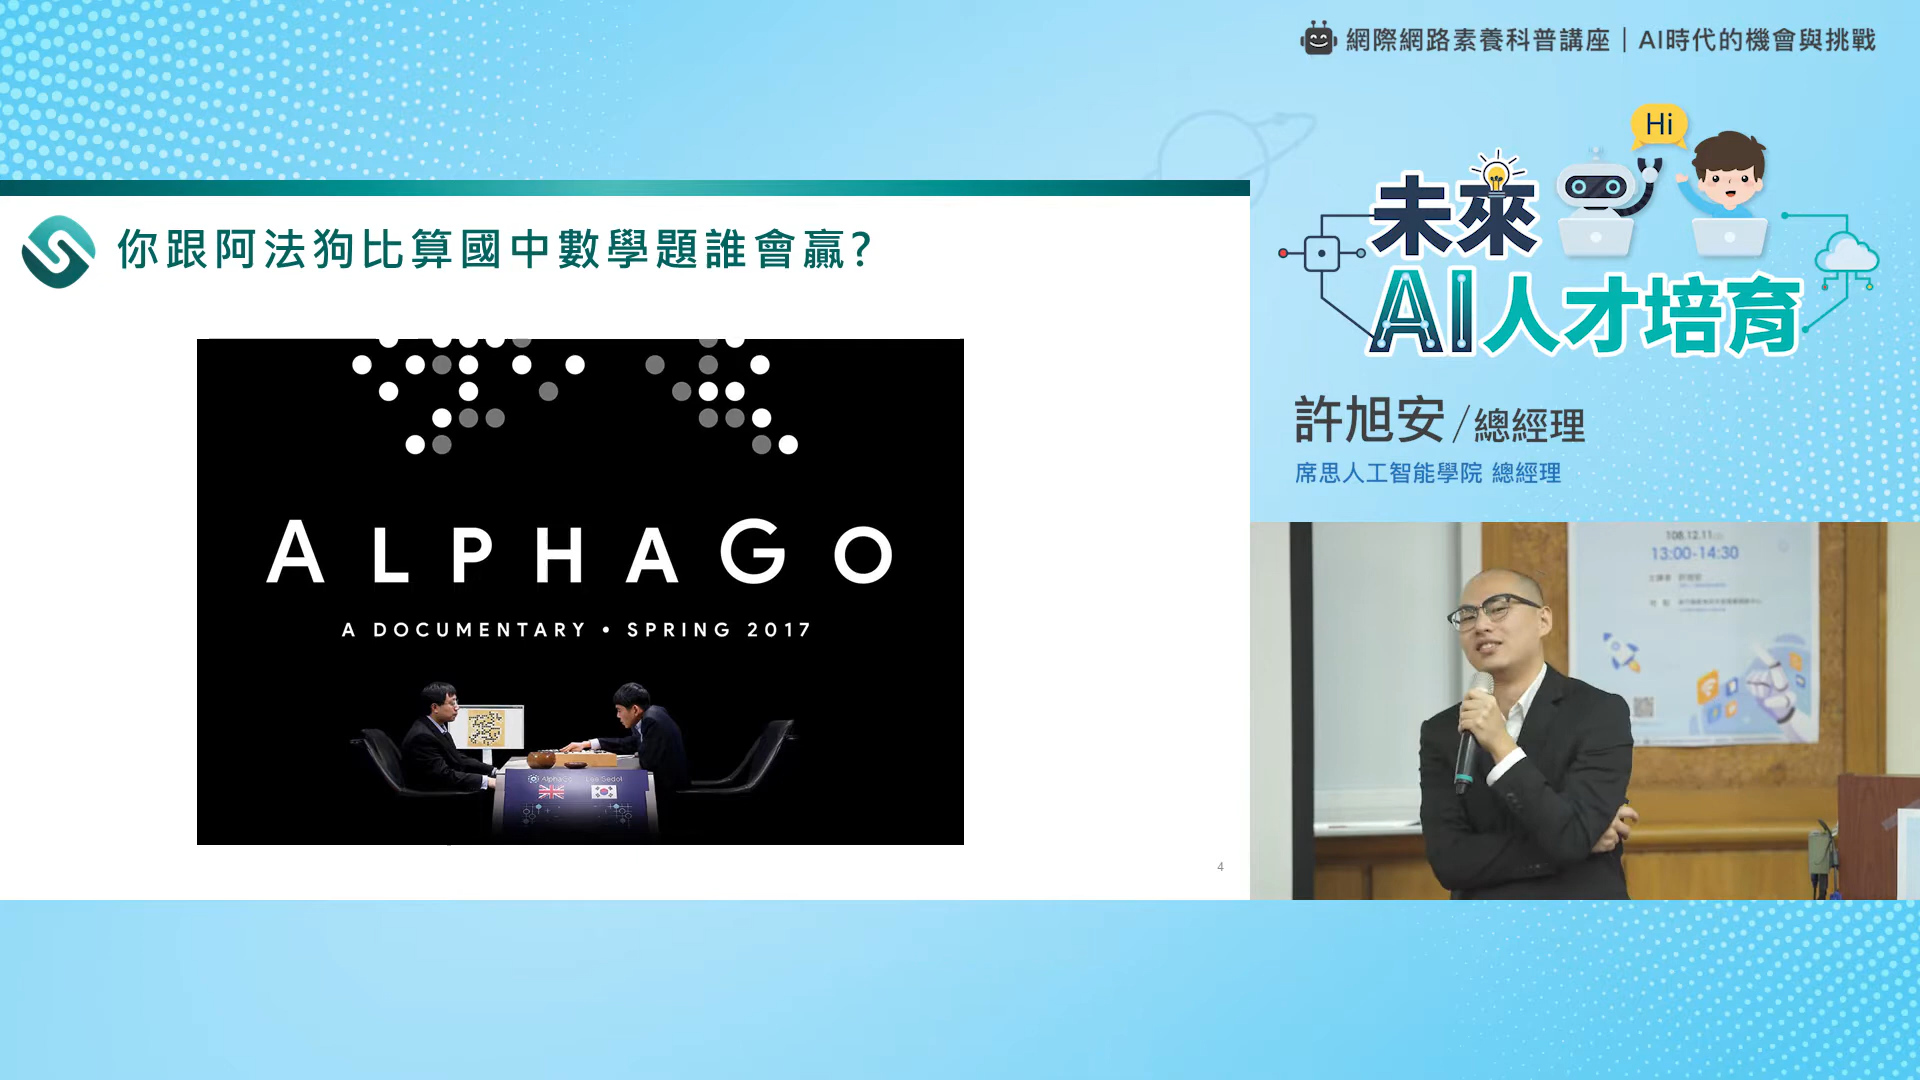 網際網路素養科普講座｜AI時代的機會與挑戰
Hi
未來
AI人才培育
許旭安/總經理
席思人工智能學院 總經理
你跟阿法狗比算國中數學題誰會贏?
ALPHAGO
A DOCUMENTARY • SPRING 2017
4
108.12.11
13:00-14:30